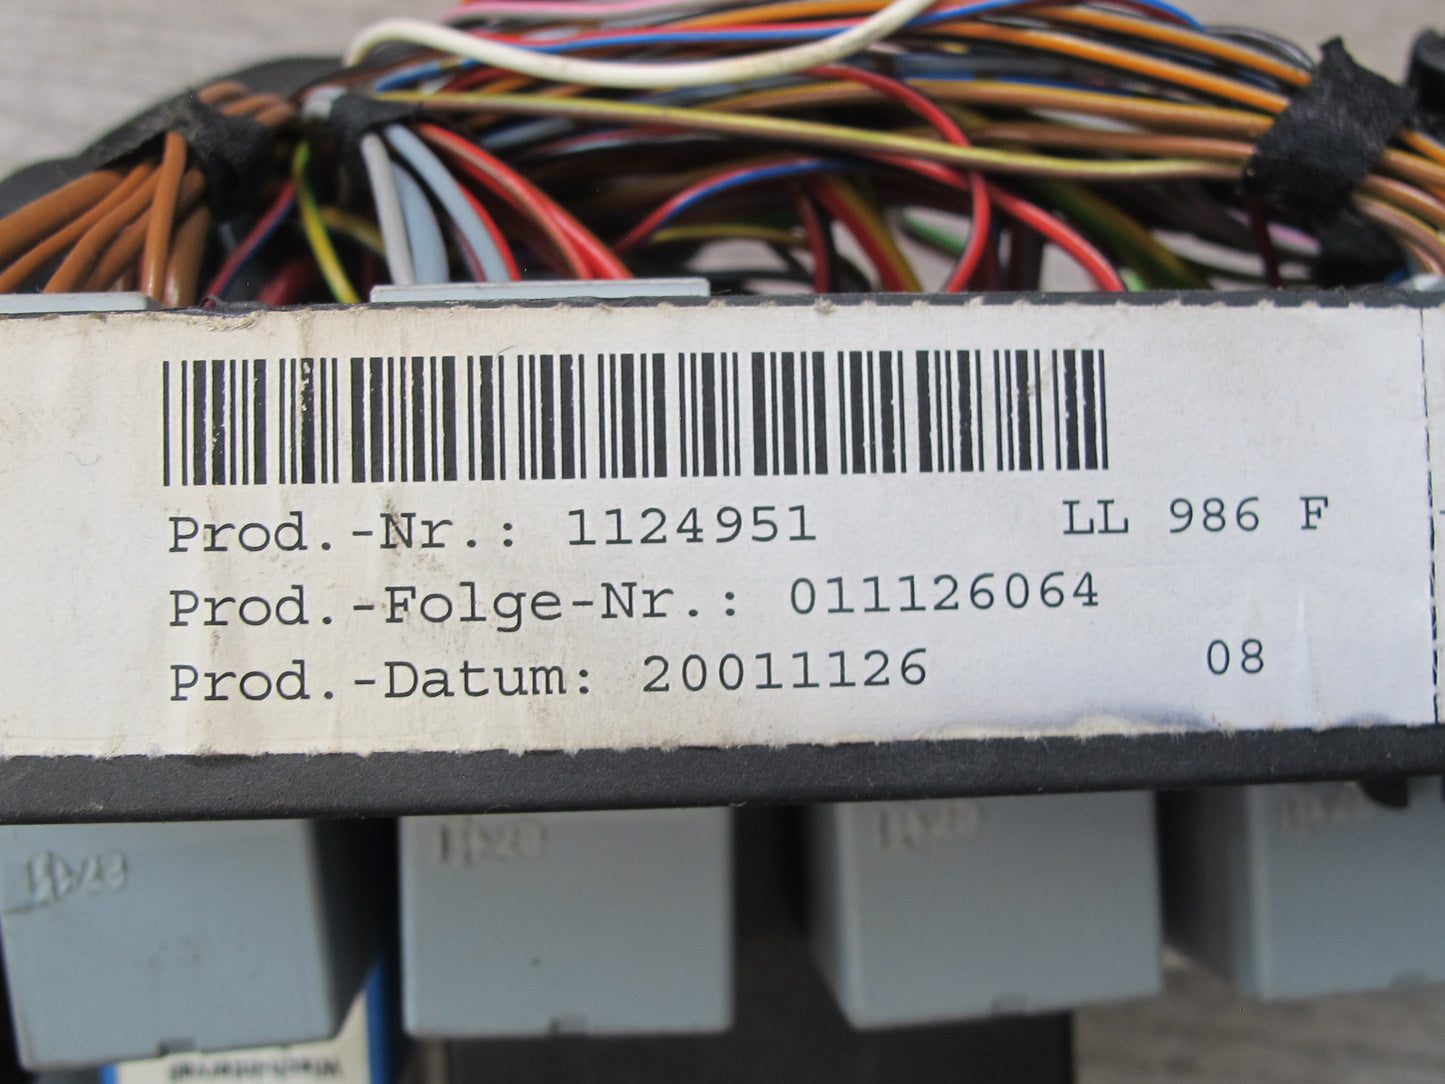 Prod.-Nr.: 1124951 LL 986 F
Prod.-Folge-Nr.: 011126064
Prod.-Datum: 20011126 08